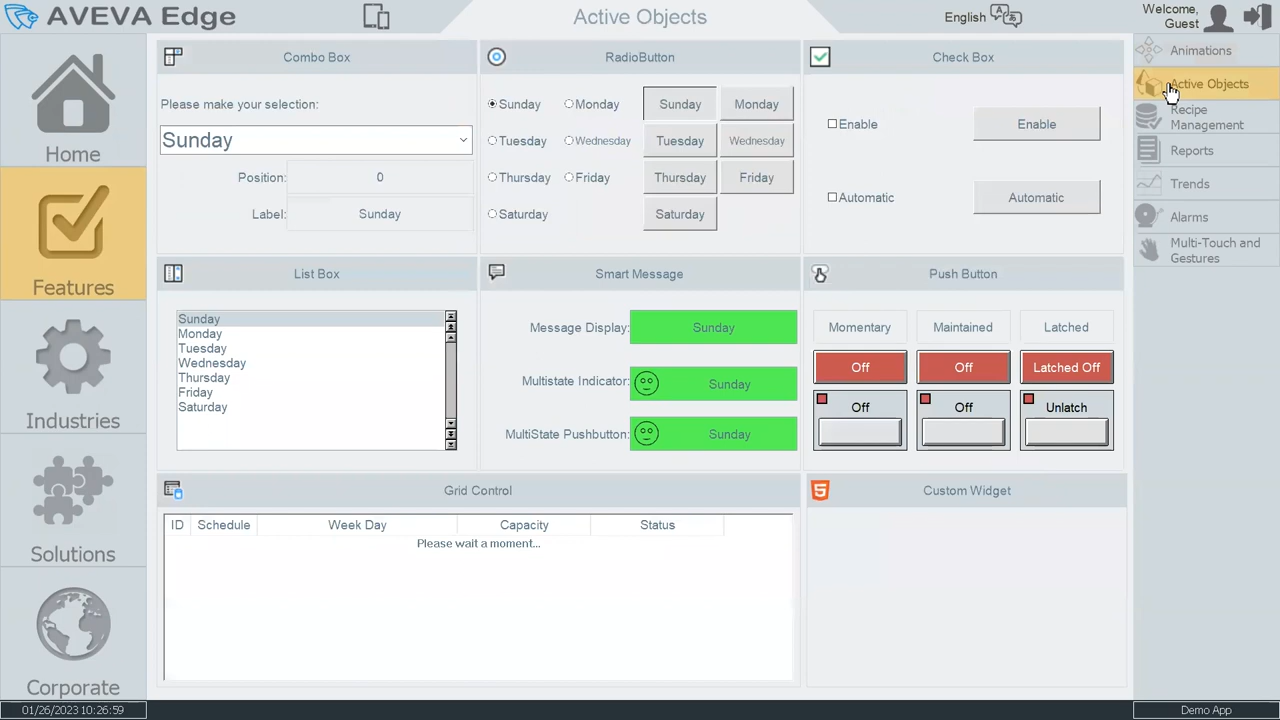 AVEVA Edge
Active Objects
English
Welcome,
Guest
Home
Features
Industries
Solutions
Corporate
Combo Box
Please make your selection:
Sunday
Position:
0
Label:
Sunday
RadioButton
Sunday
Monday
Sunday
Monday
Tuesday
Wednesday
Tuesday
Wednesday
Thursday
Friday
Thursday
Friday
Saturday
Saturday
Check Box
Enable
Enable
Automatic
Automatic
List Box
Sunday
Monday
Tuesday
Wednesday
Thursday
Friday
Saturday
Smart Message
Message Display:
Sunday
Multistate Indicator:
Sunday
MultiState Pushbutton:
Sunday
Push Button
Momentary
Maintained
Latched
Off
Off
Latched Off
Off
Off
Unlatch
Grid Control
ID
Schedule
Week Day
Capacity
Status
Please wait a moment...
Custom Widget
Animations
Active Objects
Recipe
Management
Reports
Trends
Alarms
Multi-Touch and
Gestures
01/26/2023 10:26:59
Demo App